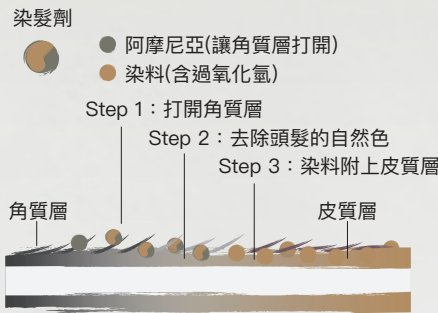 染髮劑
阿摩尼亞(讓角質層打開)
染料(含過氧化氫)
Step 1：打開角質層
Step 2：去除頭髮的自然色
Step 3：染料附上皮質層
角質層
皮質層